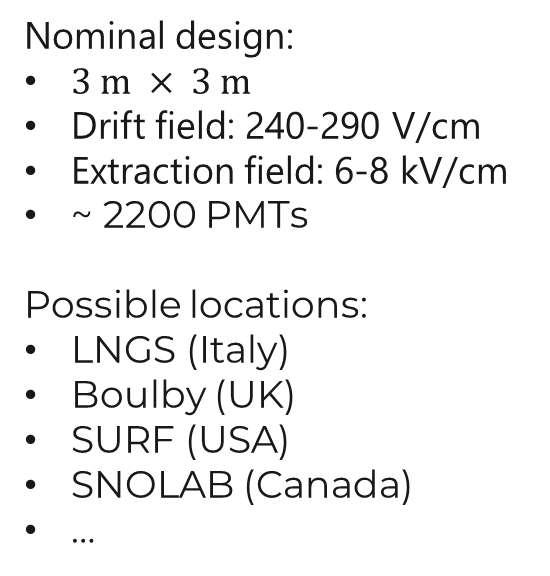 Nominal design:
• 3 m × 3 m
• Drift field: 240-290 V/cm
• Extraction field: 6-8 kV/cm
• ~ 2200 PMTs
Possible locations:
• LNGS (Italy)
• Boulby (UK)
• SURF (USA)
• SNOLAB (Canada)
• ...